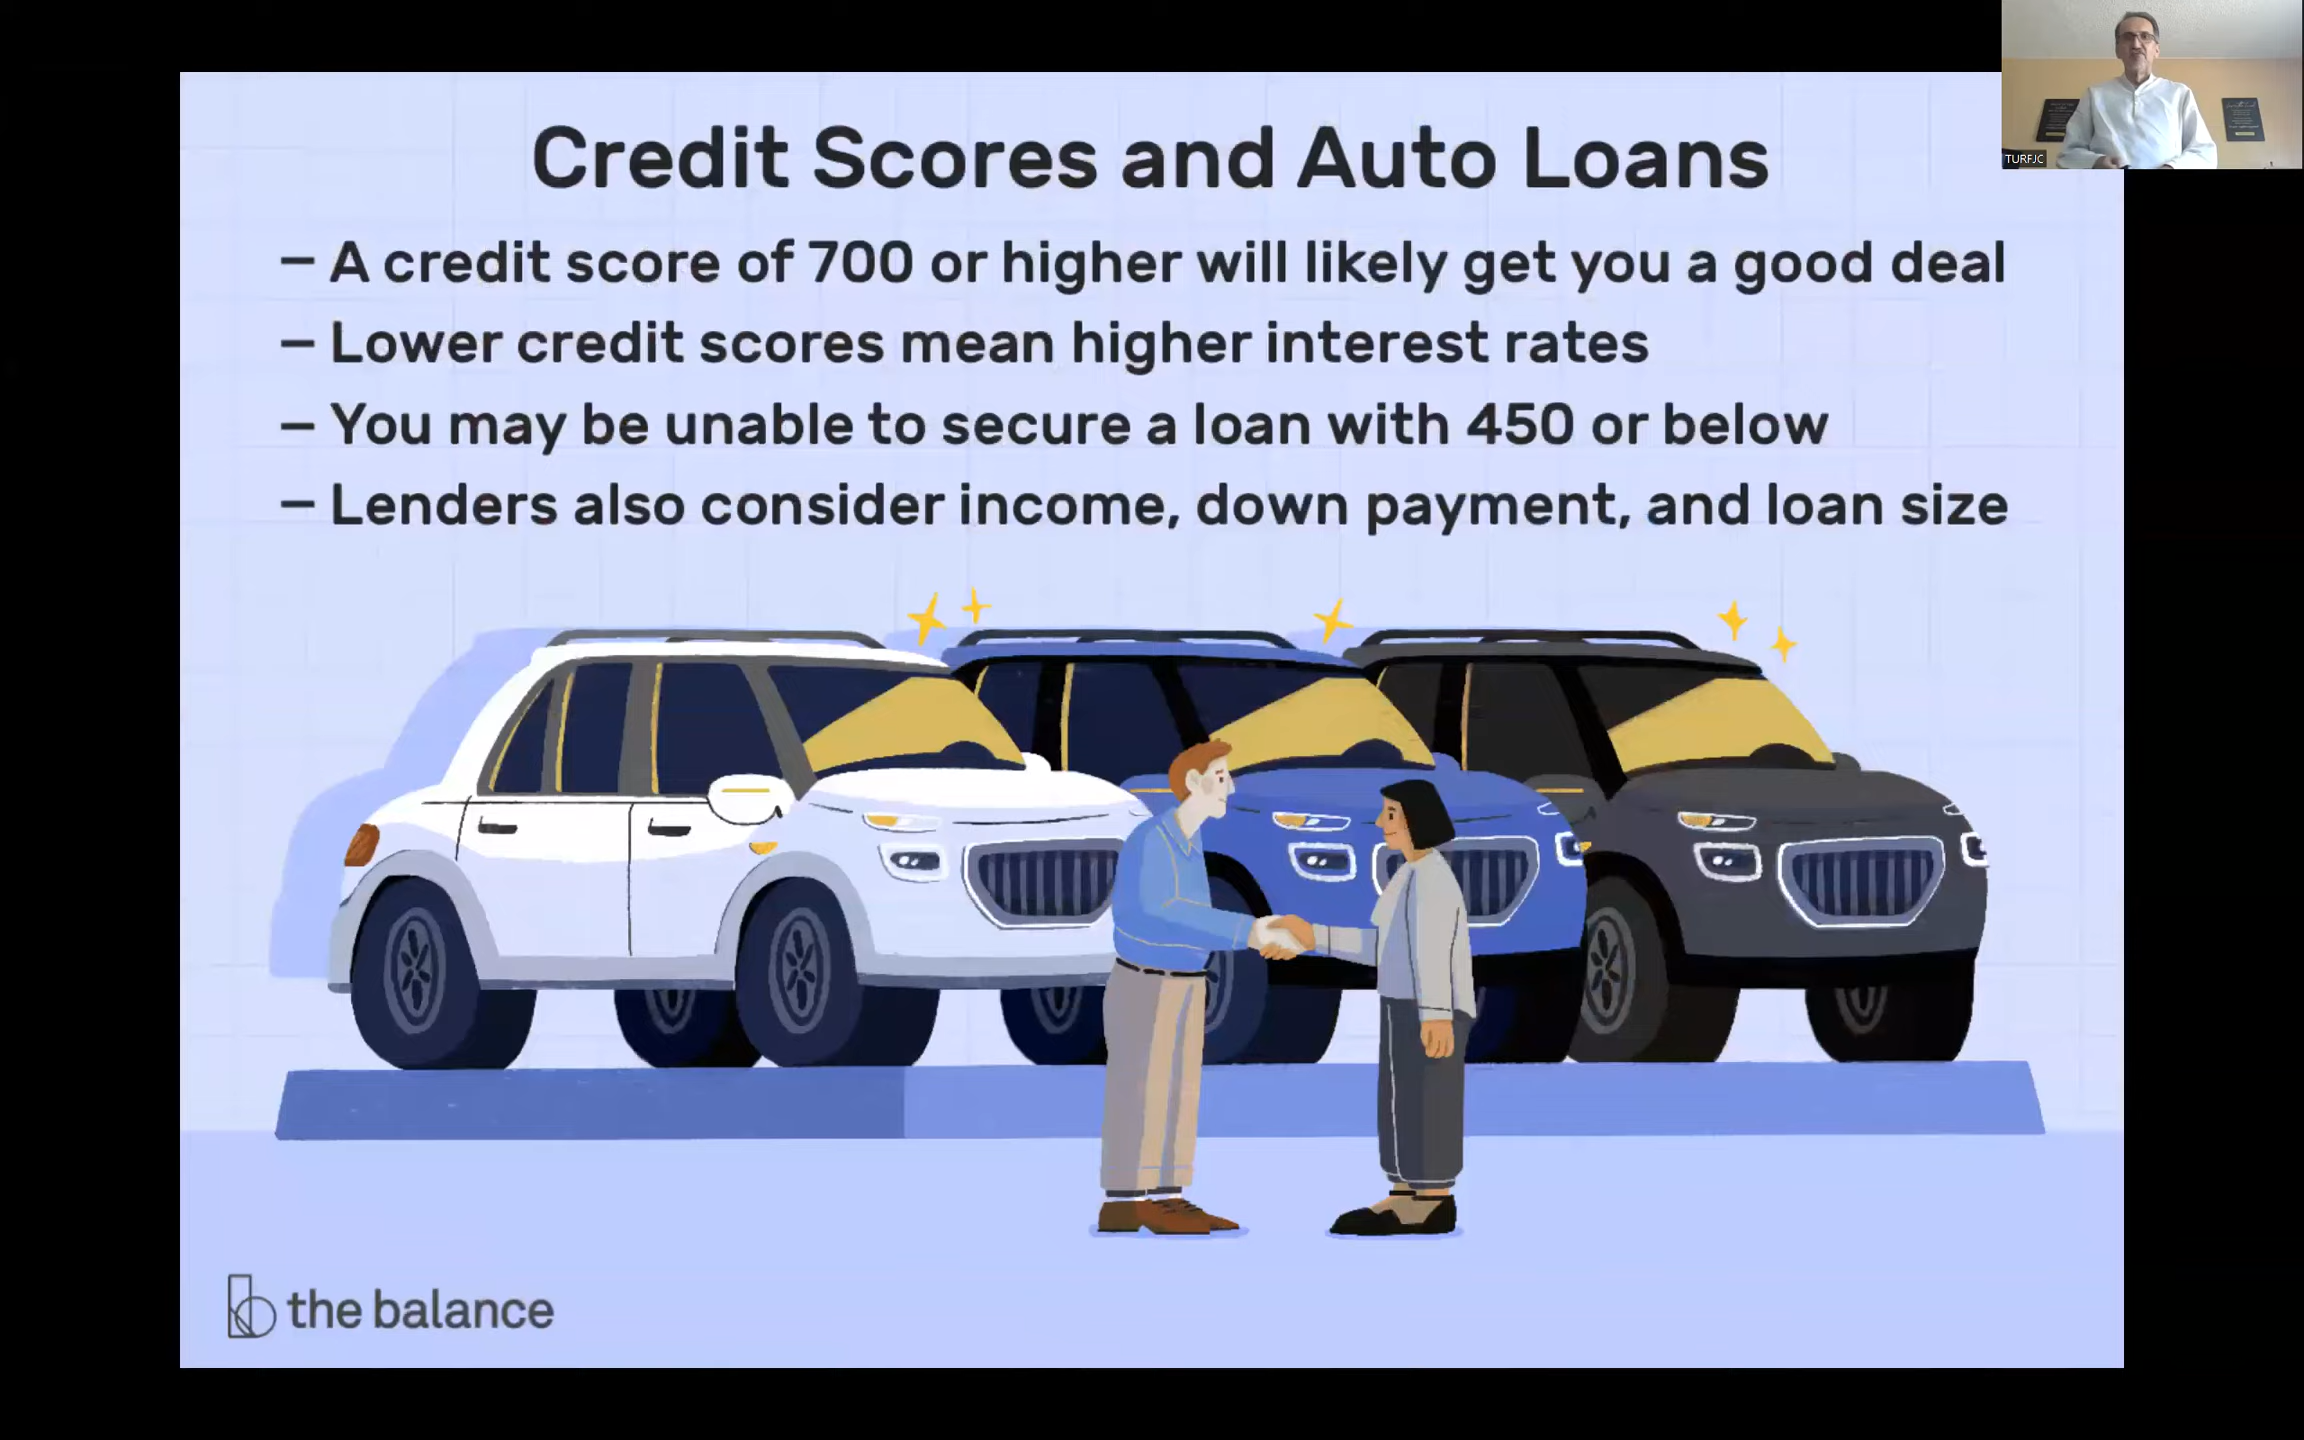 Credit Scores and Auto Loans
– A credit score of 700 or higher will likely get you a good deal
– Lower credit scores mean higher interest rates
– You may be unable to secure a loan with 450 or below
– Lenders also consider income, down payment, and loan size
the balance
TURFJC